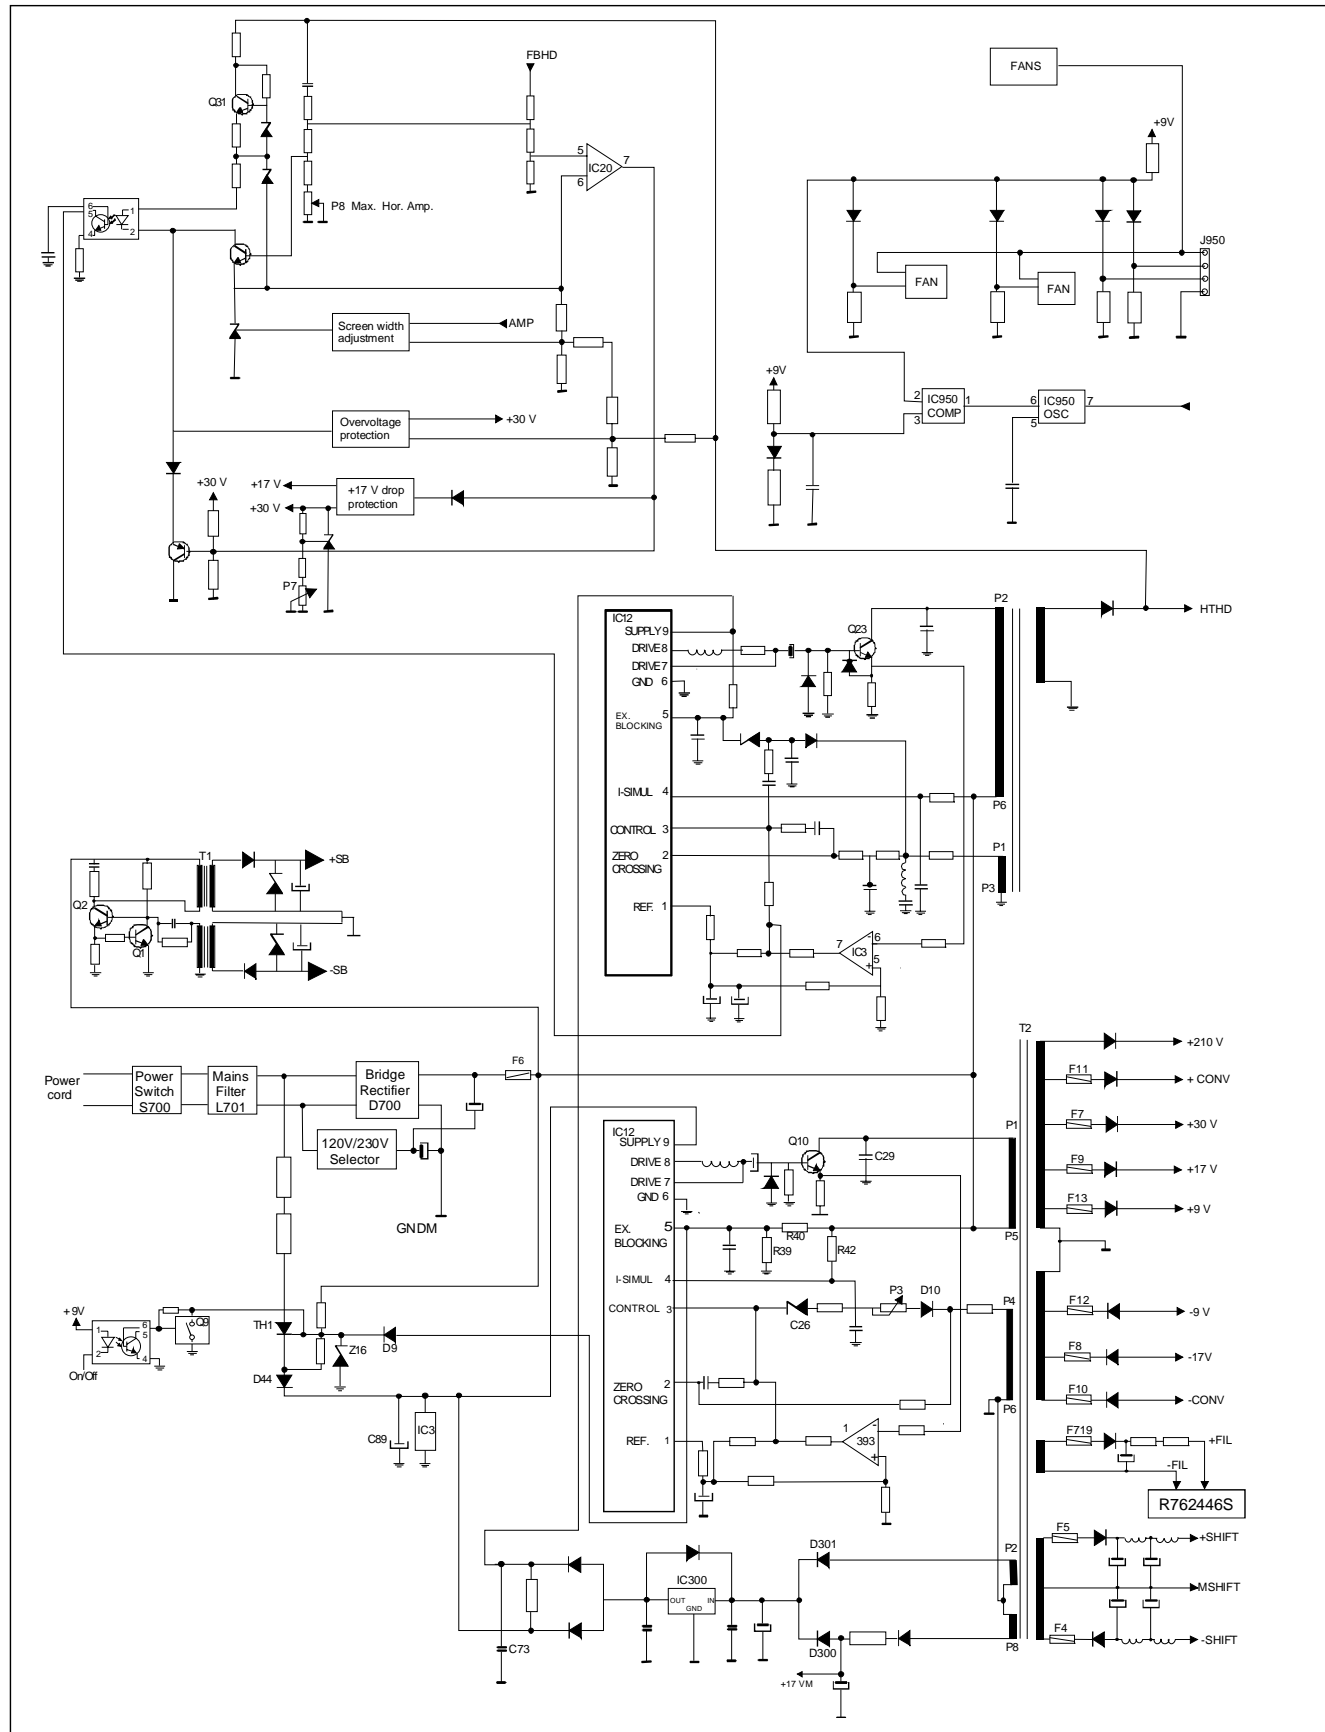 FBHD
FANS
Q31
+9V
5
7
IC20
6
6
5
4
1
2
P8 Max. Hor. Amp.
J950
FAN
FAN
AMP
Screen width
adjustment
+9V
2
IC950
1
6
IC950
7
COMP
OSC
3
5
Overvoltage
protection
+30 V
+30 V
+17 V
+17 V drop
protection
+30 V
P7
P2
HTHD
IC12
SUPPLY 9
Q23
DRIVE 8
DRIVE 7
GND 6
EX.
BLOCKING
5
I-SIMUL 4
P6
CONTROL 3
P1
ZERO
CROSSING
2
P3
REF. 1
7
IC3
- 6
+ 5
T1
+SB
Q2
Q1
-SB
T2
F6
+210 V
Power
cord
Power
Switch
S700
Mains
Filter
L701
Bridge
Rectifier
D700
F11
+ CONV
120V/230V
Selector
IC12
SUPPLY 9
P1
F7
+30 V
Q10
DRIVE 8
C29
F9
+17 V
DRIVE 7
GND 6
F13
+9 V
GNDM
EX.
BLOCKING
5
R40
P5
R39
R42
I-SIMUL 4
+9V
P3
D10
P4
F12
-9 V
CONTROL 3
C26
1
2
6
5
4
Q9
TH1
On/Off
Z16
D9
F8
-17V
D44
ZERO
CROSSING
2
F10
-CONV
P6
C89
IC3
REF. 1
1
393
-
+
F719
+FIL
-FIL
R762446S
D301
P2
F5
+SHIFT
IC300
OUT
IN
GND
MSHIFT
C73
D300
P8
F4
-SHIFT
+17 VM